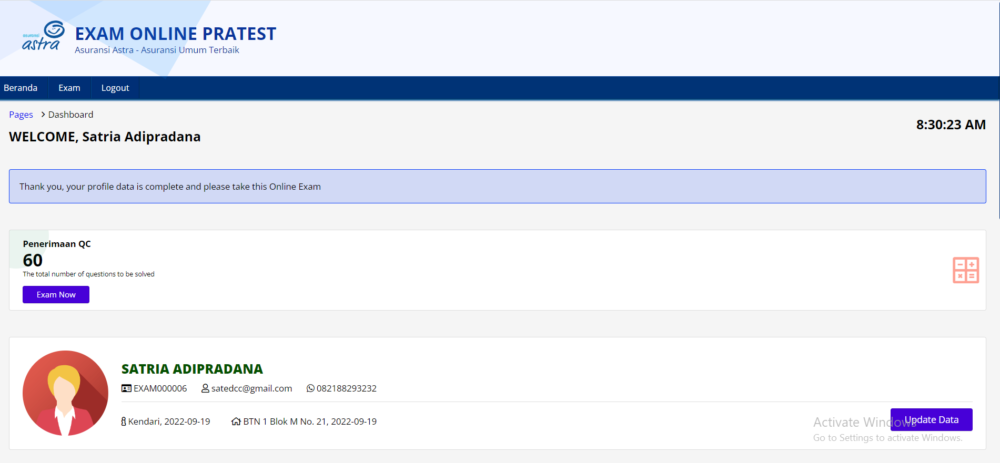 asuransi
astra
EXAM ONLINE PRATEST
Asuransi Astra - Asuransi Umum Terbaik
Beranda
Exam
Logout
Pages > Dashboard
8:30:23 AM
WELCOME, Satria Adipradana
Thank you, your profile data is complete and please take this Online Exam
Penerimaan QC
60
The total number of questions to be solved
Exam Now
SATRIA ADIPRADANA
EXAM000006 satedcc@gmail.com 082188293232
Kendari, 2022-09-19 BTN 1 Blok M No. 21, 2022-09-19
Update Data
Activate Windows
Go to Settings to activate Windows.